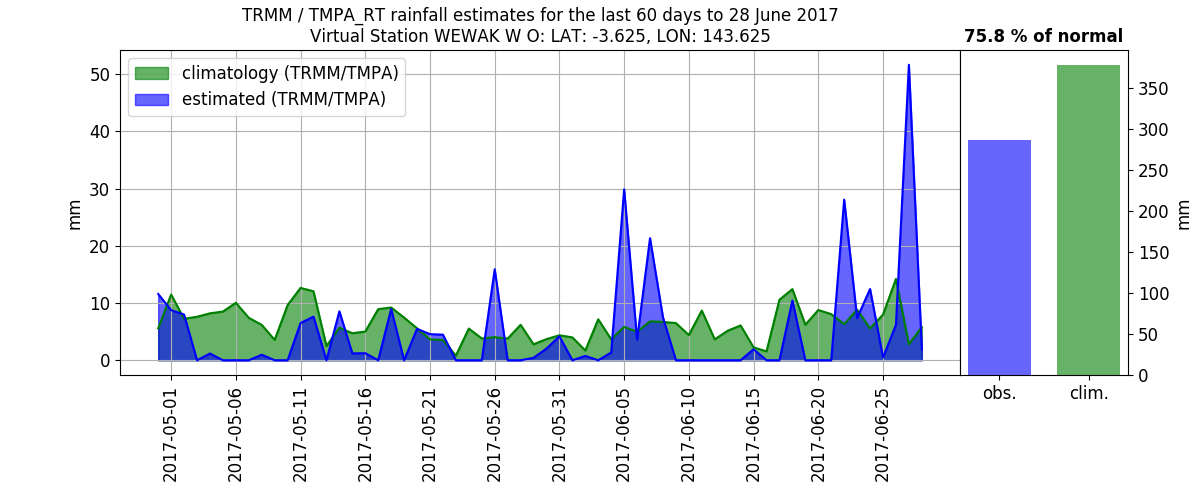 TRMM / TMPA_RT rainfall estimates for the last 60 days to 28 June 2017
Virtual Station WEWAK W O: LAT: -3.625, LON: 143.625
75.8 % of normal
climatology (TRMM/TMPA)
estimated (TRMM/TMPA)
mm
50
40
30
20
10
0
2017-05-01
2017-05-06
2017-05-11
2017-05-16
2017-05-21
2017-05-26
2017-05-31
2017-06-05
2017-06-10
2017-06-15
2017-06-20
2017-06-25
obs.
clim.
350
300
250
200
150
100
50
0
mm